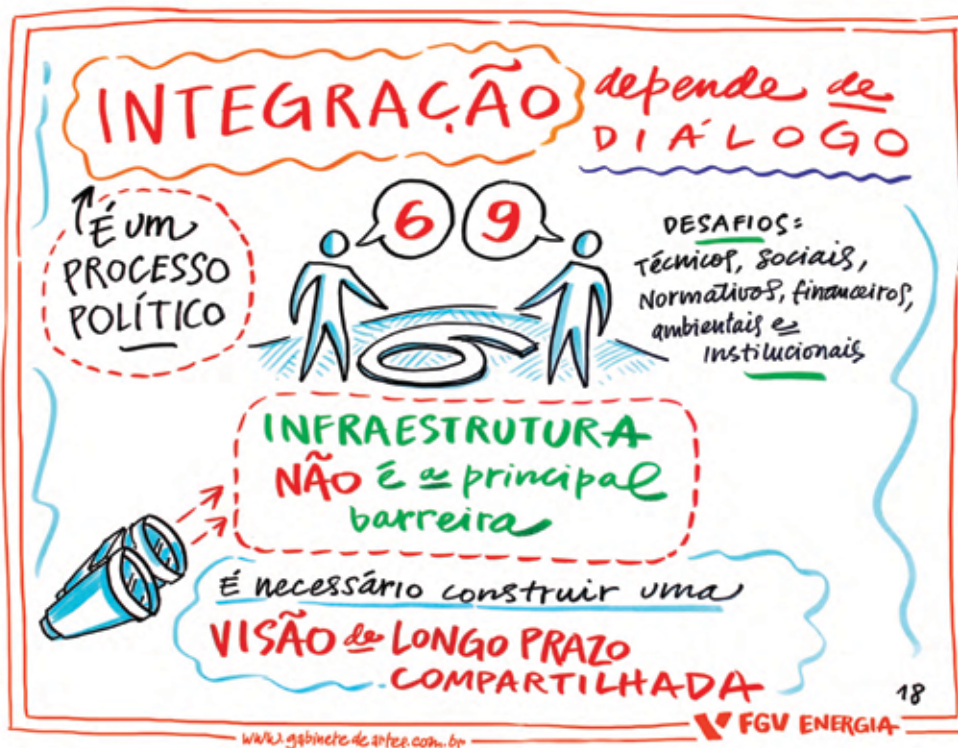 INTEGRAÇÃO
depende de
DIÁLOGO
É um
PROCESSO
POLÍTICO
6 9
DESAFIOS:
Técnicos, sociais,
Normativos, financeiros,
ambientais e
Institucionais
INFRAESTRUTURA
NÃO é a principal
barreira
É necessário construir uma
VISÃO de LONGO PRAZO
COMPARTILHADA
18
FGV ENERGIA
www.gabinetedeartee.com.br